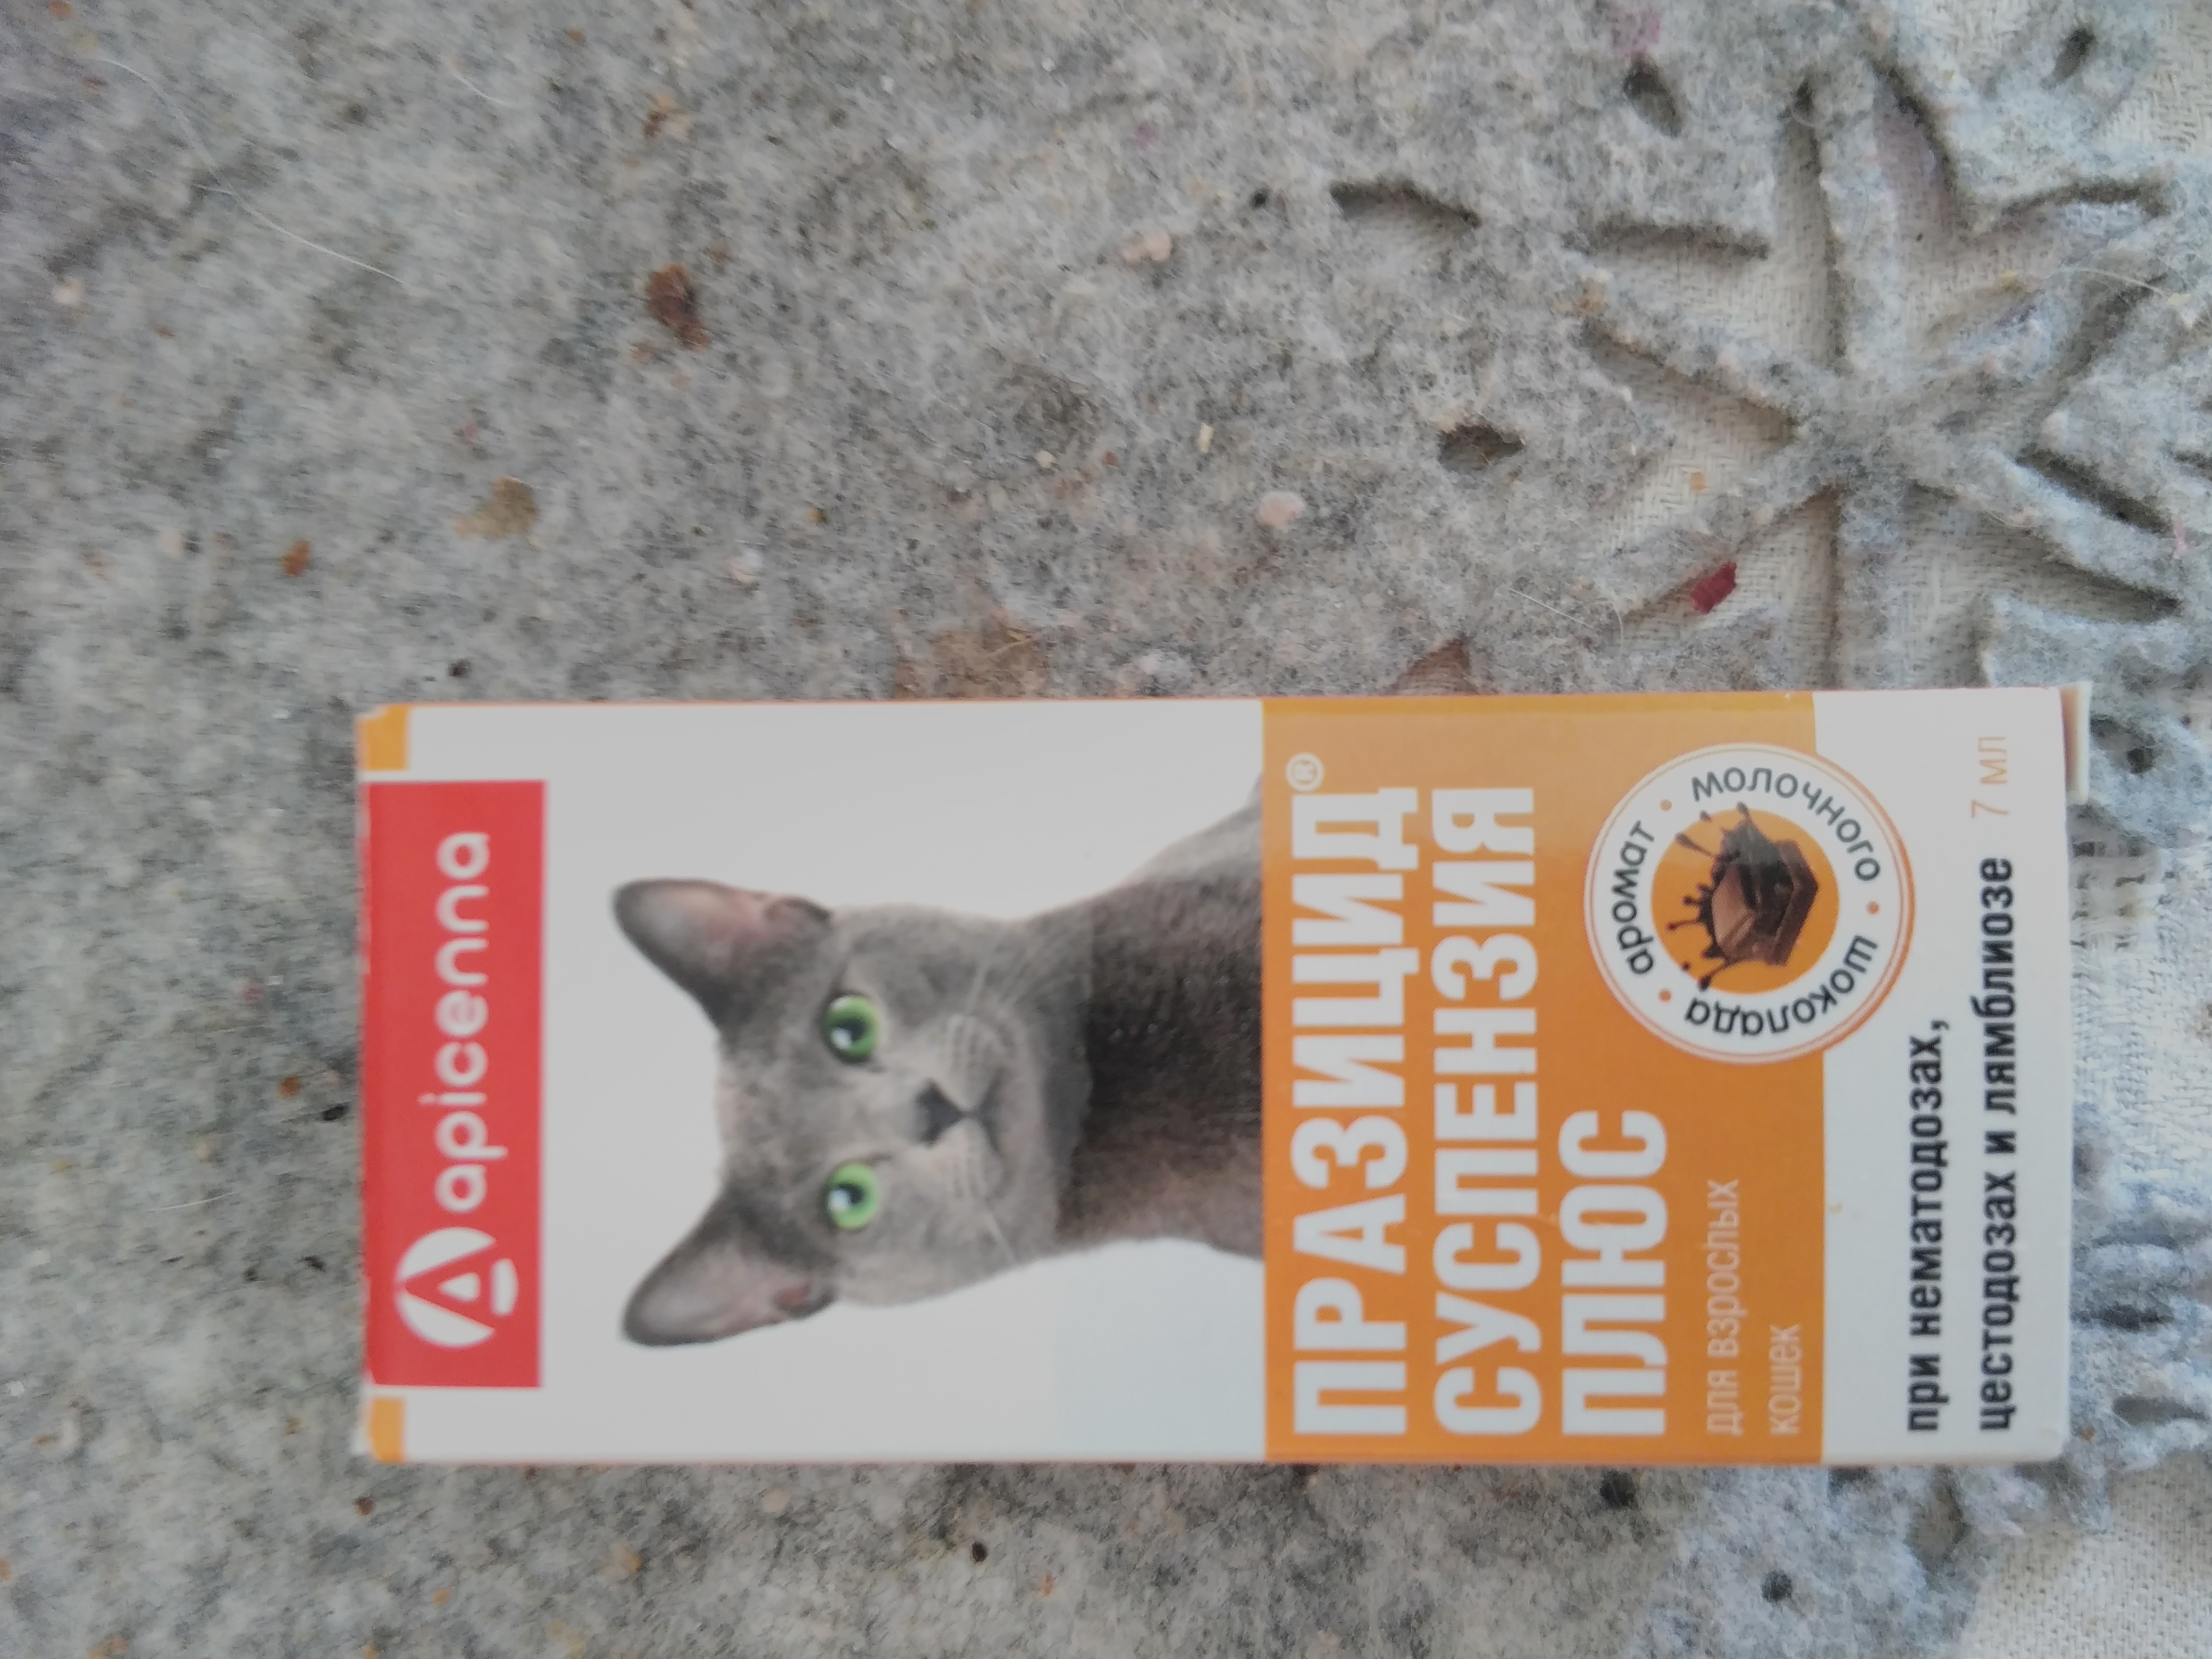 apicenna
ПРАЗИЦИД®
СУСПЕНЗИЯ
ПЛЮС
для взрослых
кошек
• аромат • молочного • шоколада
при нематодозах,
цестодозах и лямблиозе 7 мл